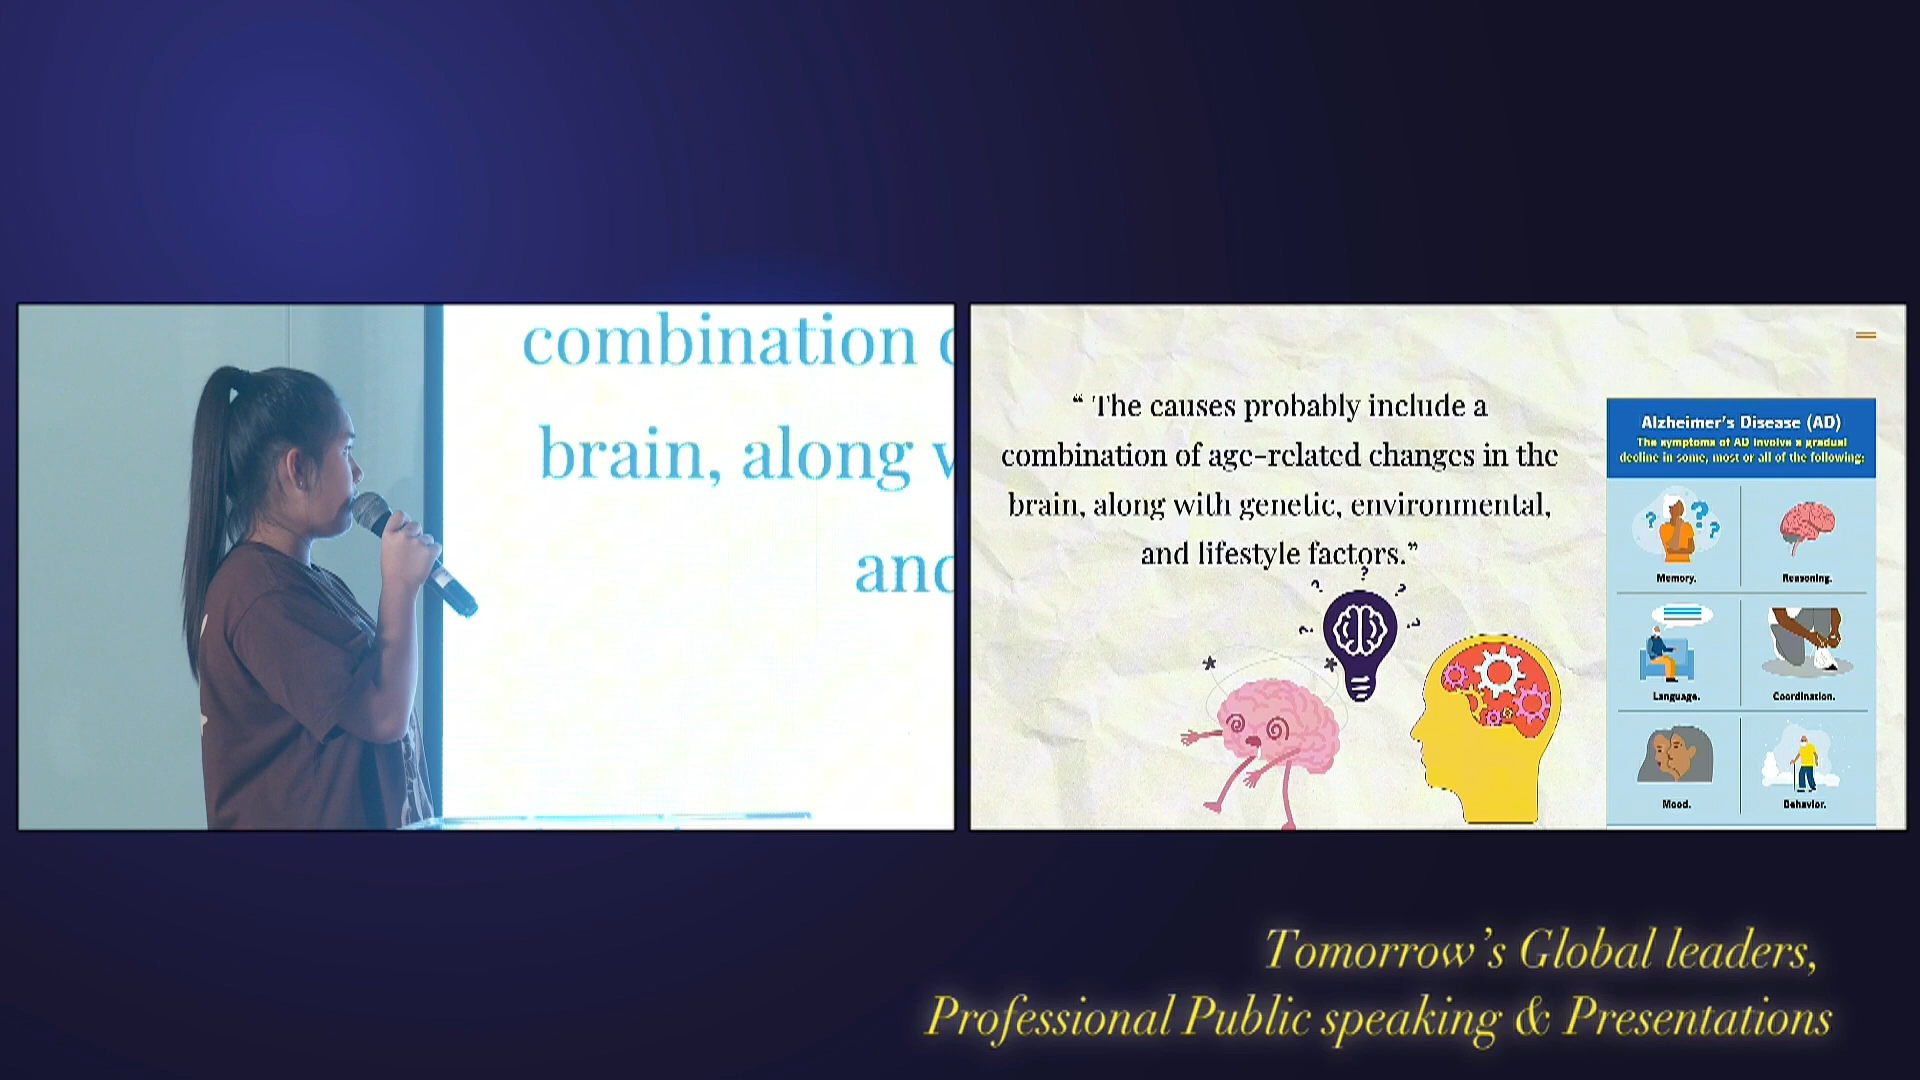 combination
brain, along
and
“ The causes probably include a
combination of age-related changes in the
brain, along with genetic, environmental,
and lifestyle factors.”
Alzheimer's Disease (AD)
The symptoms of AD involve a gradual
decline in some, most or all of the following:
Memory.
Reasoning.
Language.
Coordination.
Mood.
Behavior.
Tomorrow's Global leaders,
Professional Public speaking & Presentations